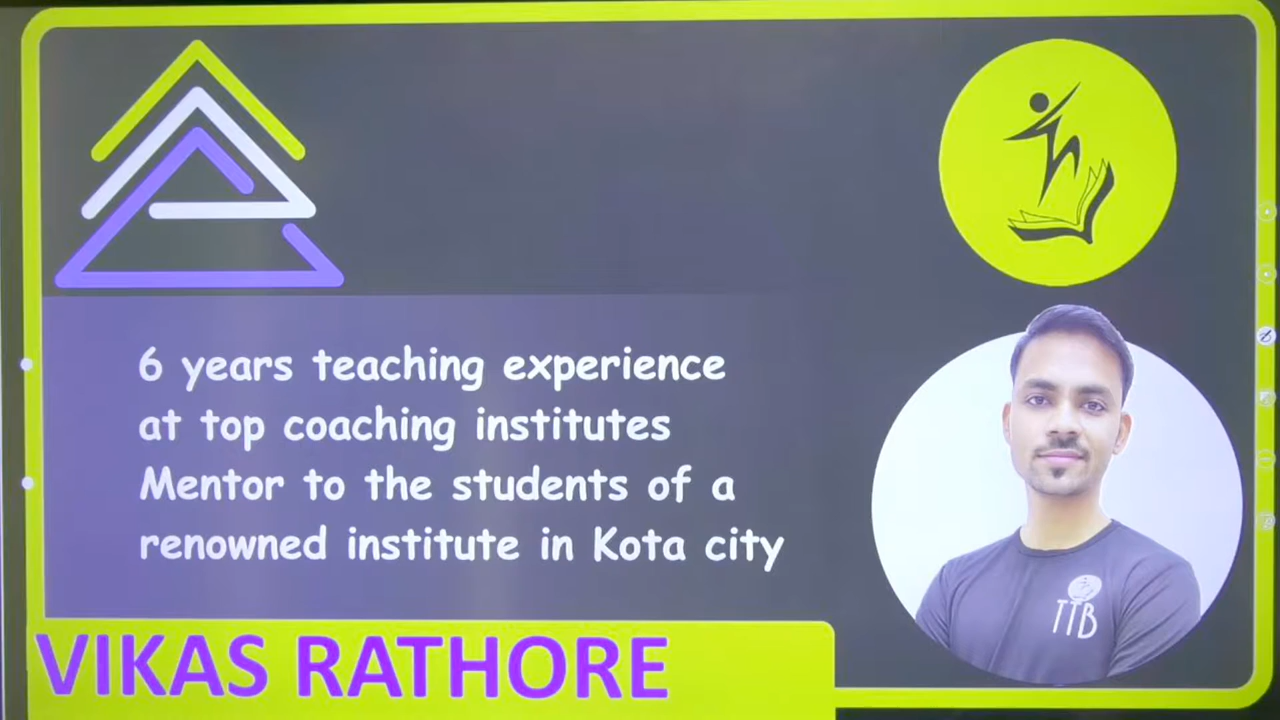 6 years teaching experience
at top coaching institutes
Mentor to the students of a
renowned institute in Kota city
TTB
VIKAS RATHORE